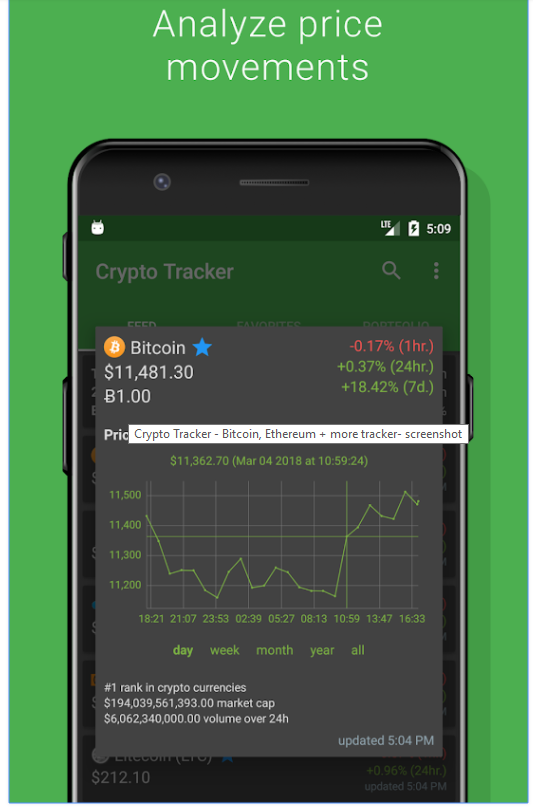 Analyze price
movements
LTE
5:09
Crypto Tracker
FEED
FAVORITES
PORTFOLIO
Bitcoin
-0.17% (1hr.)
$11,481.30
+0.37% (24hr.)
Ƀ1.00
+18.42% (7d.)
Crypto Tracker - Bitcoin, Ethereum + more tracker- screenshot
$11,362.70 (Mar 04 2018 at 10:59:24)
11,500
11,400
11,300
11,200
18:21 21:07 23:53 02:39 05:27 08:13 10:59 13:47 16:33
day week month year all
#1 rank in crypto currencies
$194,039,561,393.00 market cap
$6,062,340,000.00 volume over 24h
updated 5:04 PM
Litecoin (LTC)
$212.10
+0.96% (24hr.)
updated 5:04 PM